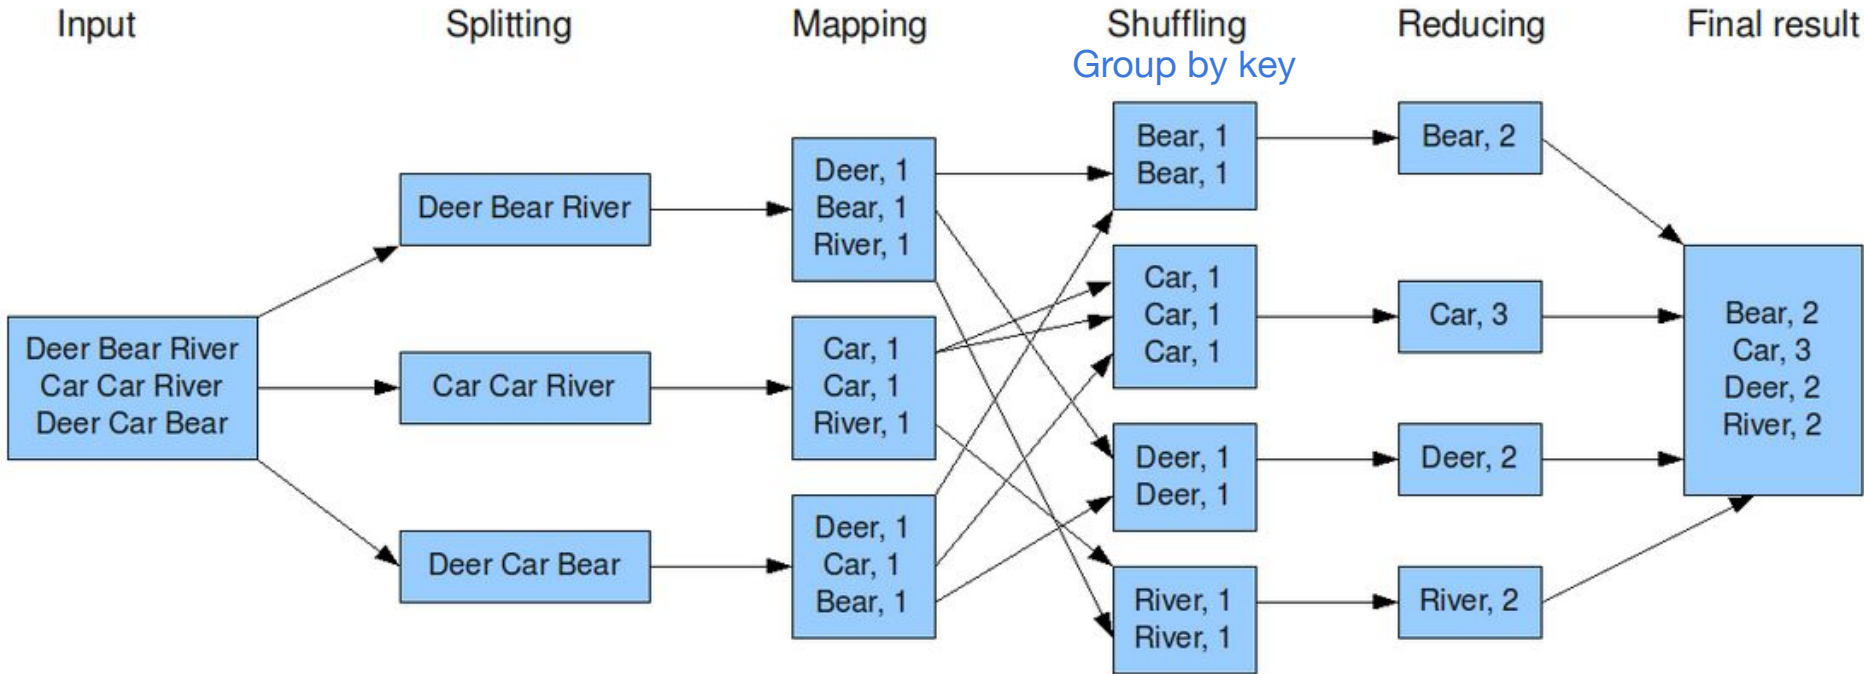 Input
Splitting
Mapping
Shuffling
Reducing
Final result
Group by key
Deer Bear River
Car Car River
Deer Car Bear
Deer Bear River
Car Car River
Deer Car Bear
Deer, 1
Bear, 1
River, 1
Car, 1
Car, 1
River, 1
Deer, 1
Car, 1
Bear, 1
Bear, 1
Bear, 1
Car, 1
Car, 1
Car, 1
Deer, 1
Deer, 1
River, 1
River, 1
Bear, 2
Car, 3
Deer, 2
River, 2
Bear, 2
Car, 3
Deer, 2
River, 2